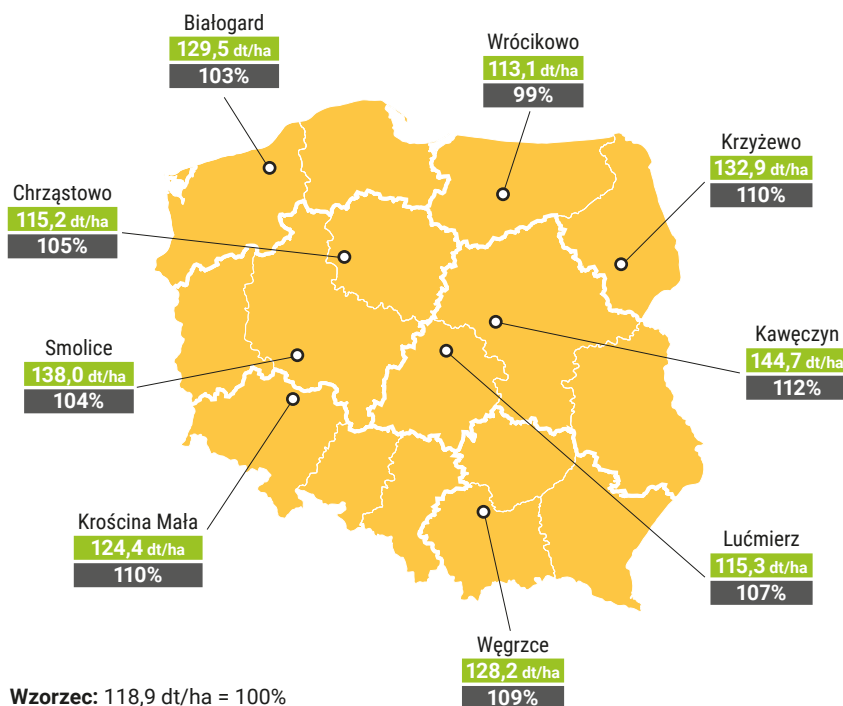 Białogard
129,5 dt/ha
103%
Wrócikowo
113,1 dt/ha
99%
Krzyżewo
132,9 dt/ha
110%
Chrząstowo
115,2 dt/ha
105%
Smolice
138,0 dt/ha
104%
Kawęczyn
144,7 dt/ha
112%
Krościna Mała
124,4 dt/ha
110%
Lućmierz
115,3 dt/ha
107%
Węgrzce
128,2 dt/ha
109%
Wzorzec: 118,9 dt/ha = 100%